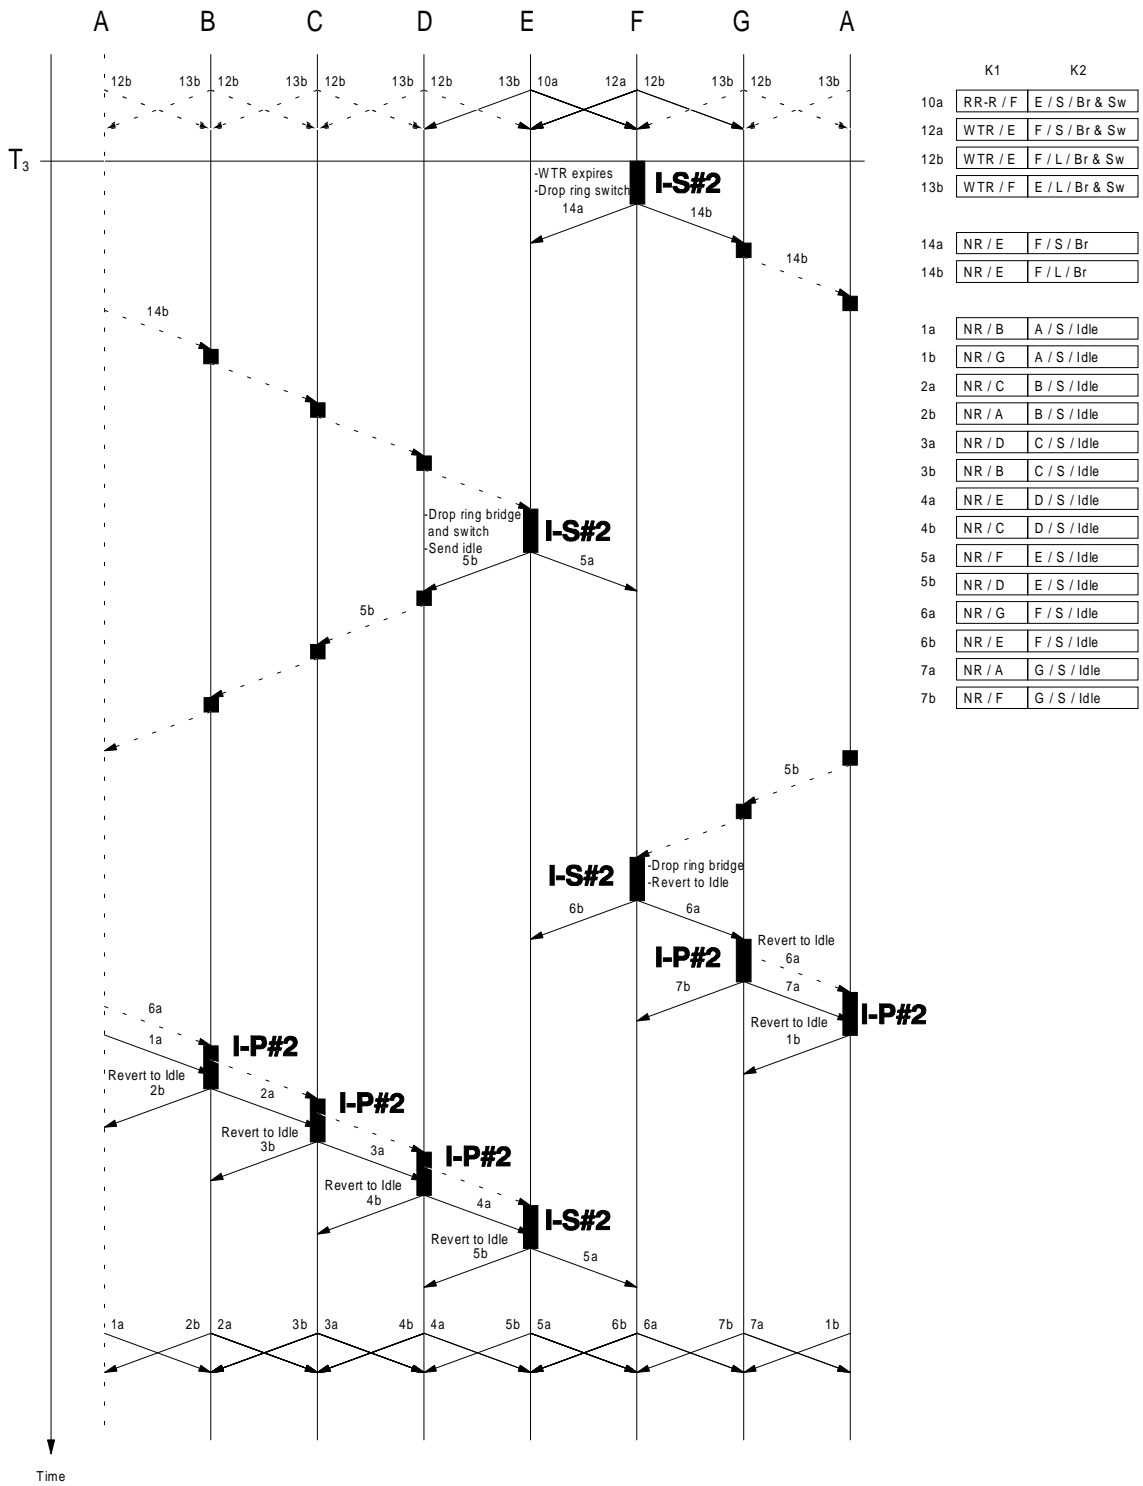 A B C D E F G A
K1 K2
12b 13b 12b 13b 12b 13b 12b 13b 10a 12a 12b 13b 12b 13b
10a RR-R / F E / S / Br & Sw
12a WTR / E F / S / Br & Sw
T3
12b WTR / E F / L / Br & Sw
-WTR expires
-Drop ring switch
I-S#2
13b WTR / F E / L / Br & Sw
14a 14b
14a NR / E F / S / Br
14b
14b NR / E F / L / Br
14b
1a NR / B A / S / Idle
1b NR / G A / S / Idle
2a NR / C B / S / Idle
2b NR / A B / S / Idle
3a NR / D C / S / Idle
3b NR / B C / S / Idle
4a NR / E D / S / Idle
4b NR / C D / S / Idle
5a NR / F E / S / Idle
5b NR / D E / S / Idle
6a NR / G F / S / Idle
6b NR / E F / S / Idle
7a NR / A G / S / Idle
7b NR / F G / S / Idle
-Drop ring bridge
and switch
-Send idle
I-S#2
5b 5a
5b
5b
I-S#2
-Drop ring bridge
-Revert to Idle
6b 6a
Revert to Idle
I-P#2
6a
7b 7a
I-P#2
Revert to Idle
1b
6a
1a
I-P#2
Revert to Idle
2b 2a
I-P#2
Revert to Idle
3b 3a
I-P#2
Revert to Idle
4b 4a
I-S#2
Revert to Idle
5b 5a
1a 2b 2a 3b 3a 4b 4a 5b 5a 6b 6a 7b 7a 1b
Time